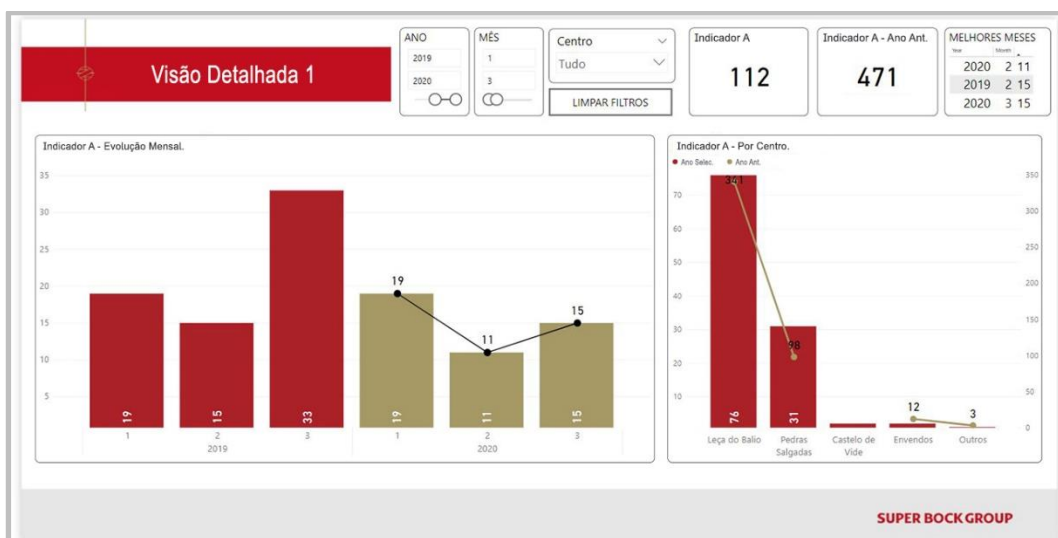 Visão Detalhada 1
ANO
2019
2020
MÊS
1
3
Centro
Tudo
LIMPAR FILTROS
Indicador A
112
Indicador A - Ano Ant.
471
MELHORES MESES
Year Month
2020 2 11
2019 2 15
2020 3 15
Indicador A - Evolução Mensal.
35
30
25
20
15
10
5
19
15
33
19
11
15
19
11
15
1 2 3 1 2 3
2019 2020
Indicador A - Por Centro.
Ano Selec. Ano Ant.
70
60
50
40
30
20
10
341
98
12
3
76
31
350
300
250
200
150
100
50
0
Leça do Balio Pedras Salgadas Castelo de Vide Envendos Outros
SUPER BOCK GROUP